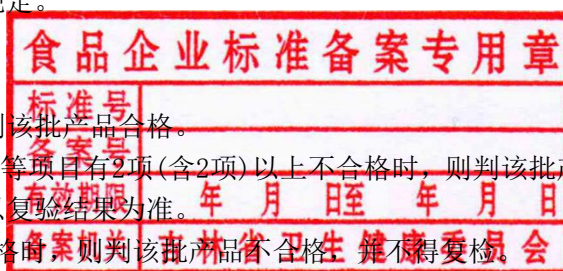 定。
食品企业标准备案专用章
标准号
判该批产品合格。
备案号
等项目有2项(含2项)以上不合格时，则判该批产
有效期限 年 月 日至 年 月 日
复验结果为准。
备案机关 吉林省卫生健康委员会
格时，则判该批产品不合格，并不得复检。